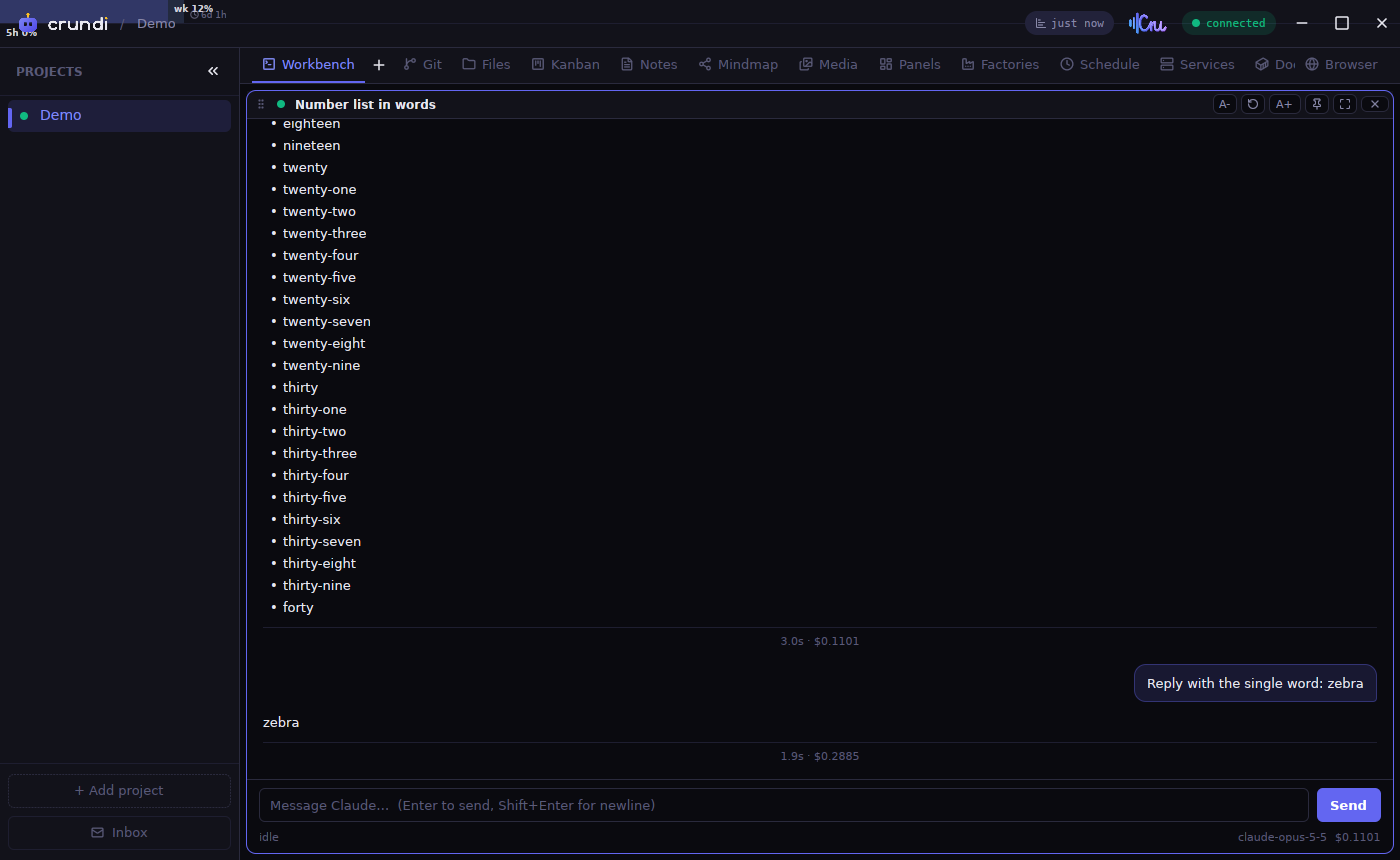 wk 12%
6d 1h
5h 0%
crundi / Demo
just now
Cru
connected
PROJECTS
Demo
+ Add project
Inbox
Workbench
+
Git
Files
Kanban
Notes
Mindmap
Media
Panels
Factories
Schedule
Services
Do
Browser
Number list in words
A-
A+
• eighteen
• nineteen
• twenty
• twenty-one
• twenty-two
• twenty-three
• twenty-four
• twenty-five
• twenty-six
• twenty-seven
• twenty-eight
• twenty-nine
• thirty
• thirty-one
• thirty-two
• thirty-three
• thirty-four
• thirty-five
• thirty-six
• thirty-seven
• thirty-eight
• thirty-nine
• forty
3.0s · $0.1101
Reply with the single word: zebra
zebra
1.9s · $0.2885
Message Claude... (Enter to send, Shift+Enter for newline)
Send
idle
claude-opus-5-5 $0.1101